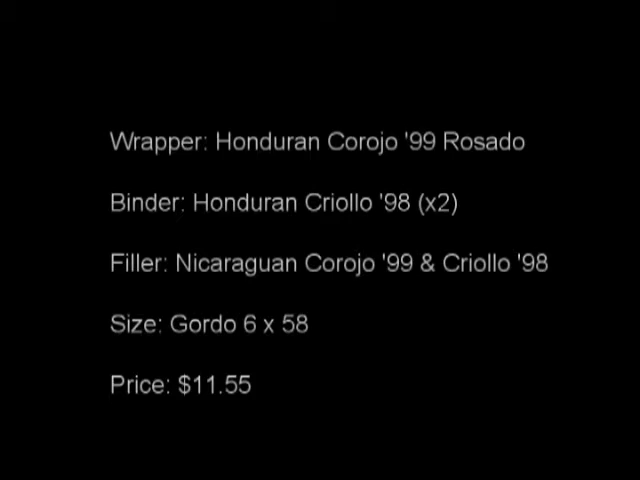 Wrapper: Honduran Corojo '99 Rosado
Binder: Honduran Criollo '98 (x2)
Filler: Nicaraguan Corojo '99 & Criollo '98
Size: Gordo 6 x 58
Price: $11.55